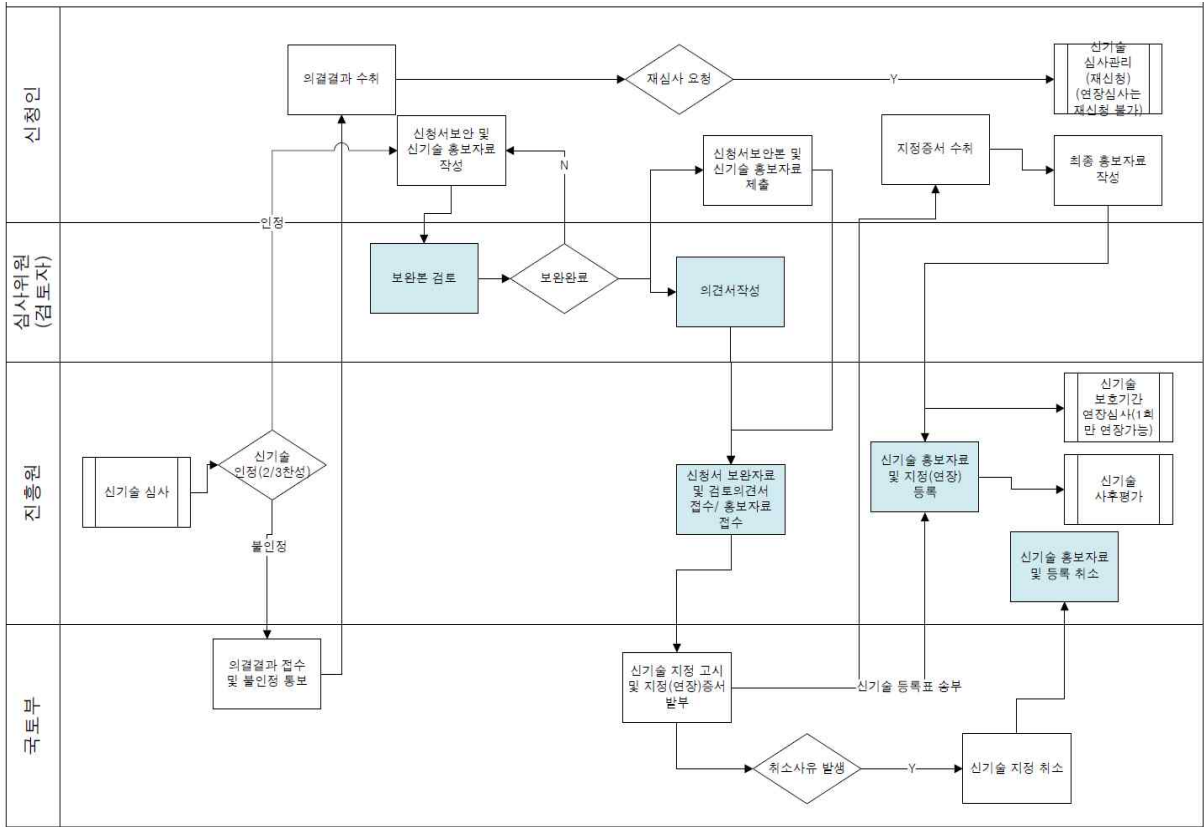 신청인
의결결과 수취
재심사 요청
Y
신기술
심사관리
(재신청)
(연장심사는
재신청 불가)
신청서보안 및
신기술 홍보자료
작성
N
신청서보안본 및
신기술 홍보자료
제출
지정증서 수취
최종 홍보자료
작성
인정
심사위원
(검토자)
보완본 검토
보완완료
의견서작성
진흥원
신기술 심사
신기술
인정(2/3찬성)
불인정
신청서 보완자료
및 검토의견서
접수/ 홍보자료
접수
신기술 홍보자료
및 지정(연장)
등록
신기술
보호기간
연장심사(1회
만 연장가능)
신기술
사후평가
신기술 홍보자료
및 등록 취소
국토부
의결결과 접수
및 불인정 통보
신기술 지정 고시
및 지정(연장)증서
발부
신기술 등록표 송부
취소사유 발생
Y
신기술 지정 취소